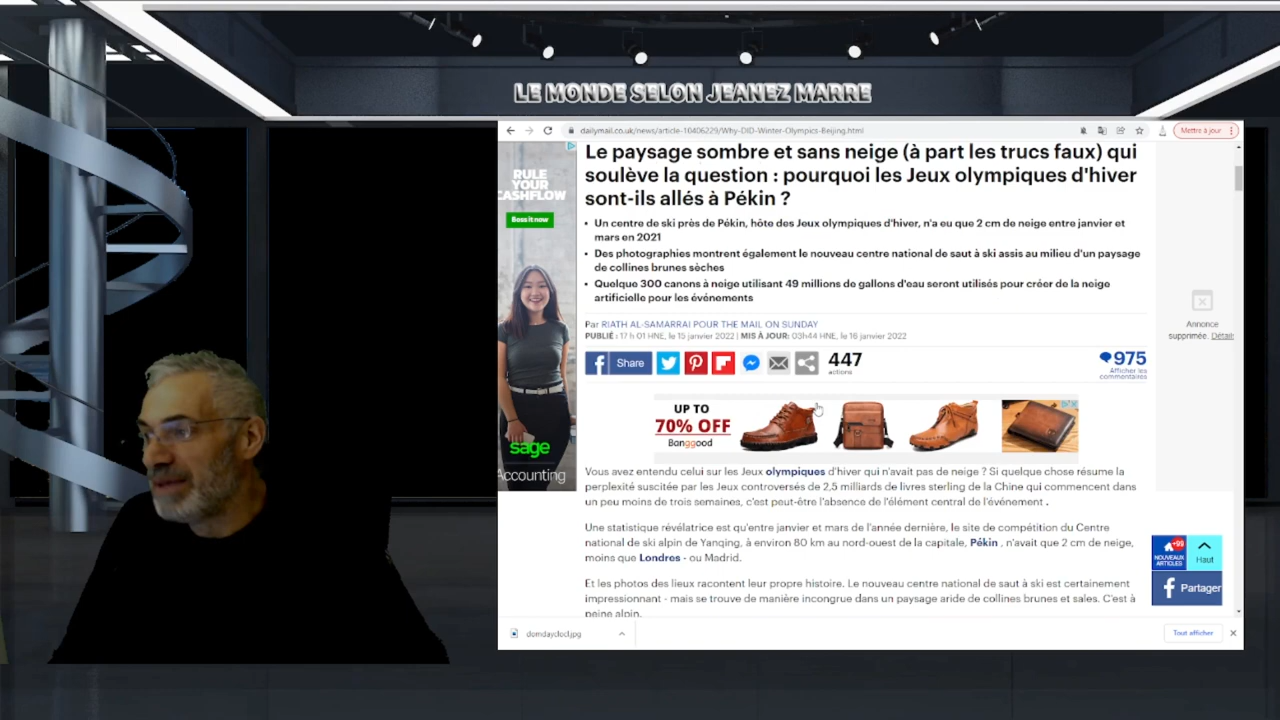 LE MONDE SELON JEANEZ MARRE
dailymail.co.uk/news/article-10406229/Why-DID-Winter-Olympics-Beijing.html
Mettre à jour
Le paysage sombre et sans neige (à part les trucs faux) qui
soulève la question : pourquoi les Jeux olympiques d'hiver
sont-ils allés à Pékin ?
RULE
YOUR
CASHFLOW
Boss it now
sage
Accounting
• Un centre de ski près de Pékin, hôte des Jeux olympiques d'hiver, n'a eu que 2 cm de neige entre janvier et
mars en 2021
• Des photographies montrent également le nouveau centre national de saut à ski assis au milieu d'un paysage
de collines brunes sèches
• Quelque 300 canons à neige utilisant 49 millions de gallons d'eau seront utilisés pour créer de la neige
artificielle pour les événements
Annonce
supprimée. Détails
Par RIATH AL-SAMARRAI POUR THE MAIL ON SUNDAY
PUBLIÉ : 17 h 01 HNE, le 15 janvier 2022 | MIS À JOUR: 03h44 HNE, le 16 janvier 2022
Share
447
actions
975
Afficher les
commentaires
UP TO
70% OFF
Banggood
Vous avez entendu celui sur les Jeux olympiques d'hiver qui n'avait pas de neige ? Si quelque chose résume la
perplexité suscitée par les Jeux controversés de 2,5 milliards de livres sterling de la Chine qui commencent dans
un peu moins de trois semaines, c'est peut-être l'absence de l'élément central de l'événement .
Une statistique révélatrice est qu'entre janvier et mars de l'année dernière, le site de compétition du Centre
national de ski alpin de Yanqing, à environ 80 km au nord-ouest de la capitale, Pékin , n'avait que 2 cm de neige,
moins que Londres - ou Madrid.
Et les photos des lieux racontent leur propre histoire. Le nouveau centre national de saut à ski est certainement
impressionnant - mais se trouve de manière incongrue dans un paysage aride de collines brunes et sales. C'est à
peine alpin.
+99
NOUVEAUX
ARTICLES
Haut
Partager
domdayclocl.jpg
Tout afficher